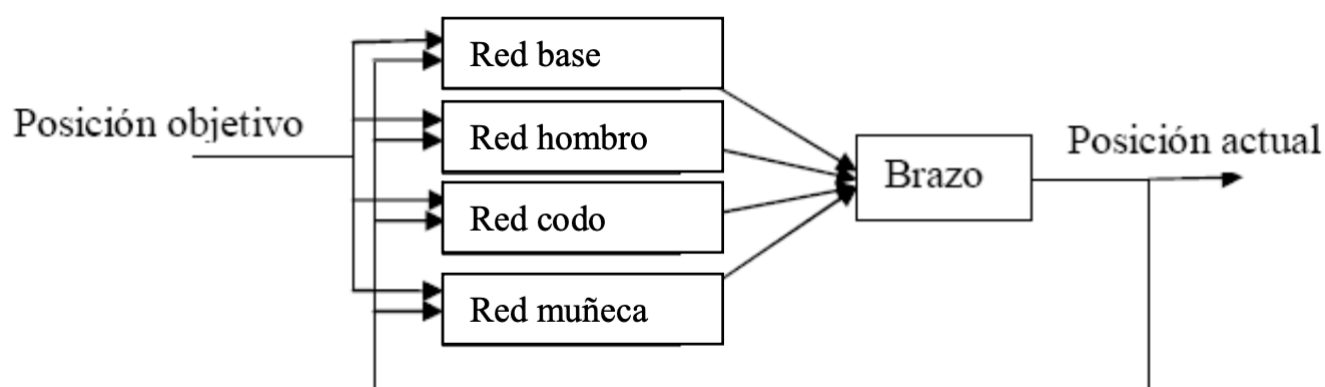 Red base
Posición objetivo
Red hombro
Posición actual
Brazo
Red codo
Red muñeca